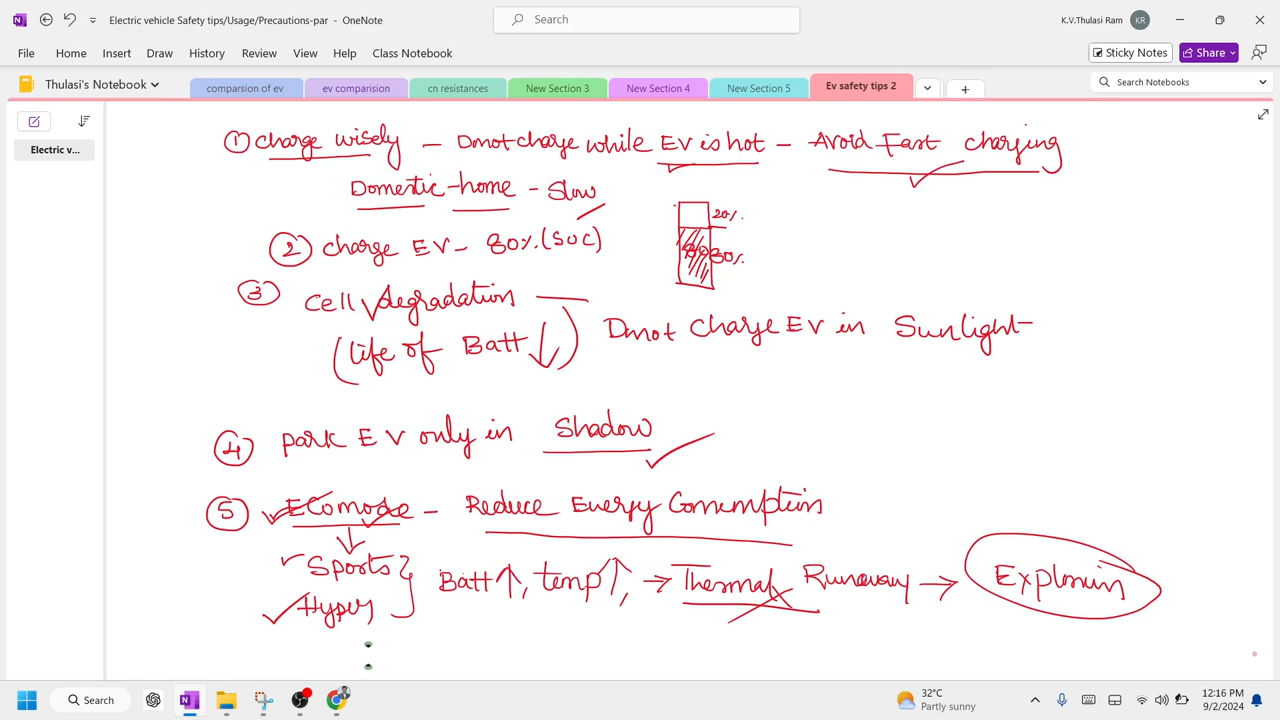 Electric vehicle Safety tips/Usage/Precautions-par - OneNote
Search
K.V.Thulasi Ram
KR
File Home Insert Draw History Review View Help Class Notebook
Sticky Notes
Share
Thulasi's Notebook
comparsion of ev
ev comparision
cn resistances
New Section 3
New Section 4
New Section 5
Ev safety tips 2
Search Notebooks
Electric v...
① charge wisely - Donot charge while EV is hot - Avoid Fast charging
Domestic - home - Slow
20%.
② charge EV - 80%.(SOC)
80 80%.
③ Cell degradation
Donot charge EV in Sunlight
(life of Batt ↓)
④ park EV only in Shadow
⑤ Ecomode - Reduce Energy Consumption
Sports
Hyper,
Batt ↑, temp ↑, → Thermal Runaway → Explosion
Search
32°C
Partly sunny
12:16 PM
9/2/2024